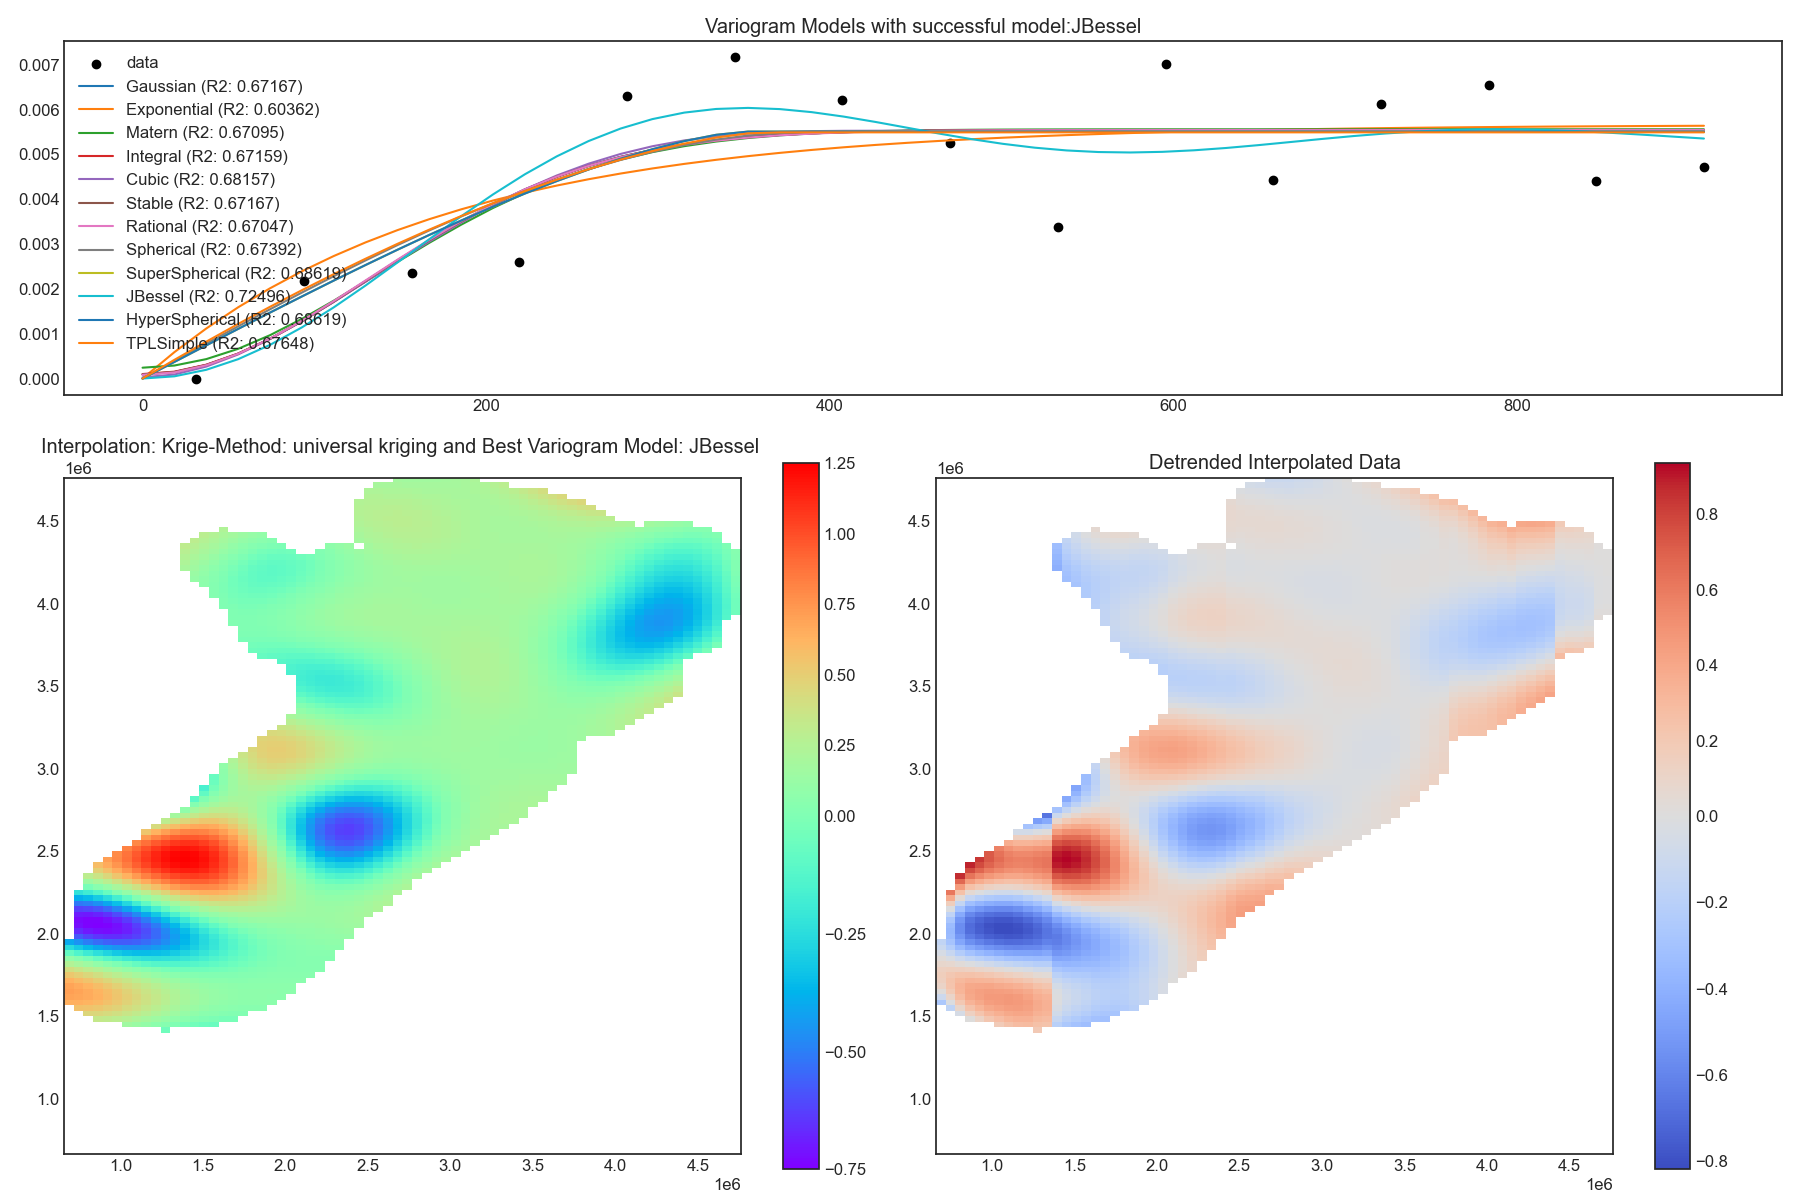 Variogram Models with successful model:JBessel
0.007
0.006
0.005
0.004
0.003
0.002
0.001
0.000
data
Gaussian (R2: 0.67167)
Exponential (R2: 0.60362)
Matern (R2: 0.67095)
Integral (R2: 0.67159)
Cubic (R2: 0.68157)
Stable (R2: 0.67167)
Rational (R2: 0.67047)
Spherical (R2: 0.67392)
SuperSpherical (R2: 0.68619)
JBessel (R2: 0.72496)
HyperSpherical (R2: 0.68619)
TPLSimple (R2: 0.67648)
0 200 400 600 800
Interpolation: Krige-Method: universal kriging and Best Variogram Model: JBessel
1e6
4.5
4.0
3.5
3.0
2.5
2.0
1.5
1.0
1.0 1.5 2.0 2.5 3.0 3.5 4.0 4.5
1e6
1.25
1.00
0.75
0.50
0.25
0.00
−0.25
−0.50
−0.75
Detrended Interpolated Data
1e6
4.5
4.0
3.5
3.0
2.5
2.0
1.5
1.0
1.0 1.5 2.0 2.5 3.0 3.5 4.0 4.5
1e6
0.8
0.6
0.4
0.2
0.0
−0.2
−0.4
−0.6
−0.8